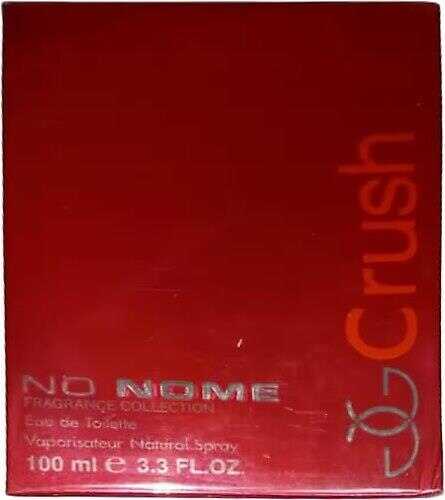 Crush
NO NOME
FRAGRANCE COLLECTION
Eau de Toilette
Vaporisateur Natural Spray
100 ml e 3.3 FL.OZ.